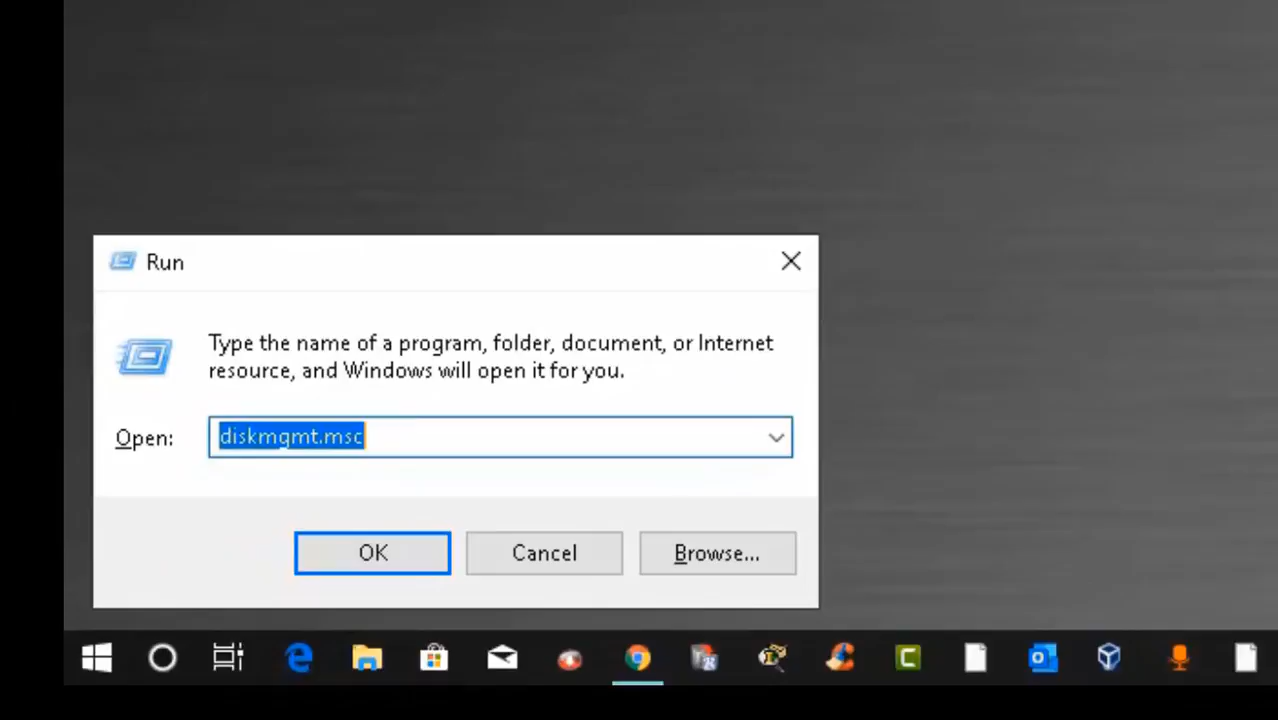 Run
Type the name of a program, folder, document, or Internet
resource, and Windows will open it for you.
Open:
diskmgmt.msc
OK
Cancel
Browse...